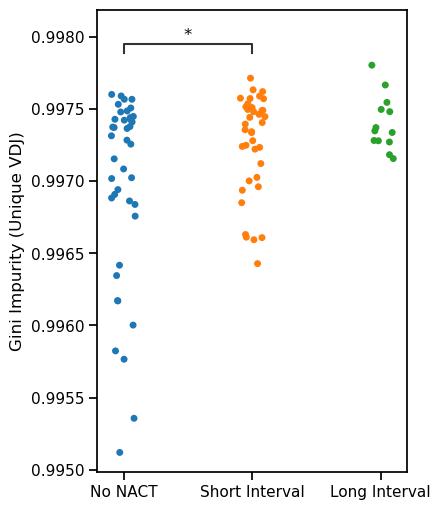 *
0.9980
0.9975
0.9970
0.9965
0.9960
0.9955
0.9950
Gini Impurity (Unique VDJ)
No NACT
Short Interval
Long Interval